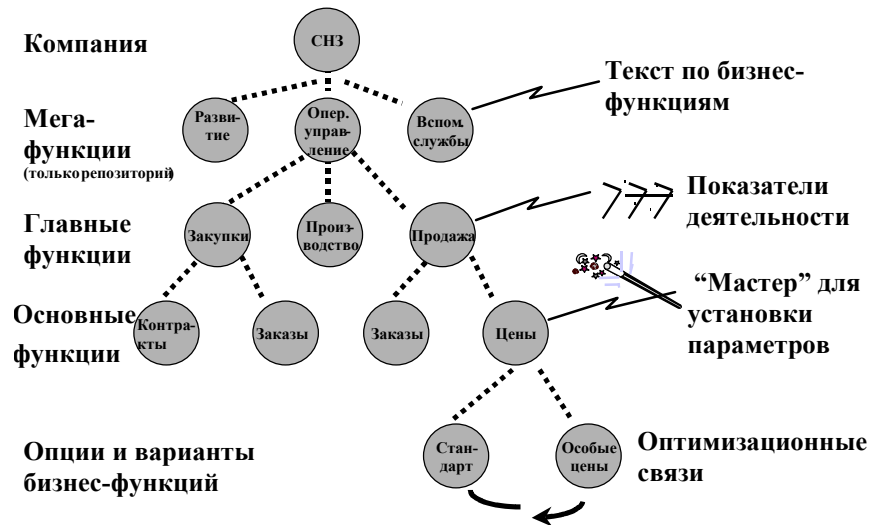 Компания
СНЗ
Текст по бизнес-
функциям
Мега-
функции
(только репозиторий)
Разви-
тие
Опер.
управ-
ление
Вспом.
службы
Показатели
деятельности
Главные
функции
Закупки
Произ-
водство
Продажа
“Мастер” для
установки
параметров
Основные
функции
Контра-
кты
Заказы
Заказы
Цены
Опции и варианты
бизнес-функций
Стан-
дарт
Особые
цены
Оптимизационные
связи